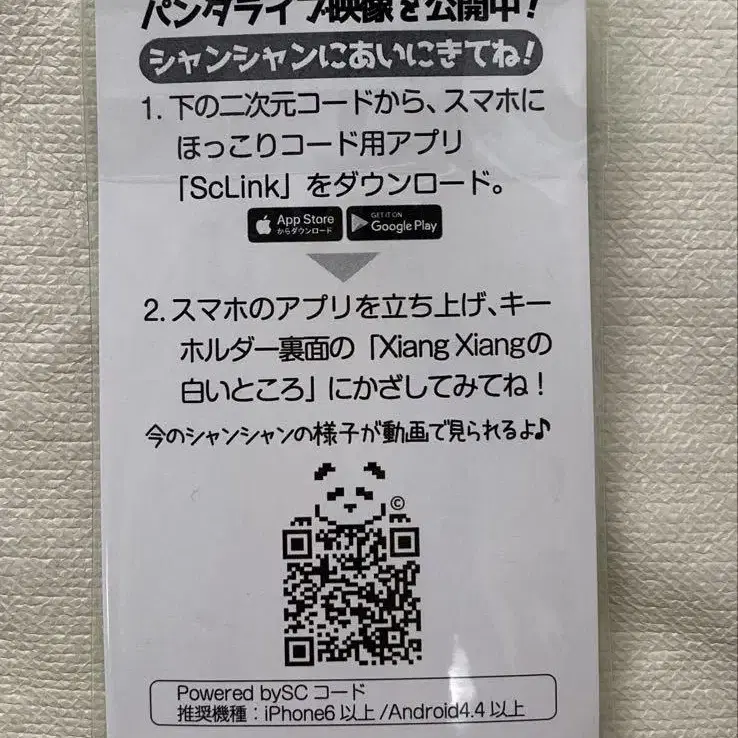 パンダライブ映像を公開中!
シャンシャンにあいにきてね!
1. 下の二次元コードから、スマホに
ほっこりコード用アプリ
「ScLink」をダウンロード。
App Store
からダウンロード
GET IT ON
Google Play
2. スマホのアプリを立ち上げ、キー
ホルダー裏面の「Xiang Xiangの
白いところ」にかざしてみてね!
今のシャンシャンの様子が動画で見られるよ♪
©
Powered bySC コード
推奨機種:iPhone6 以上 /Android4.4 以上